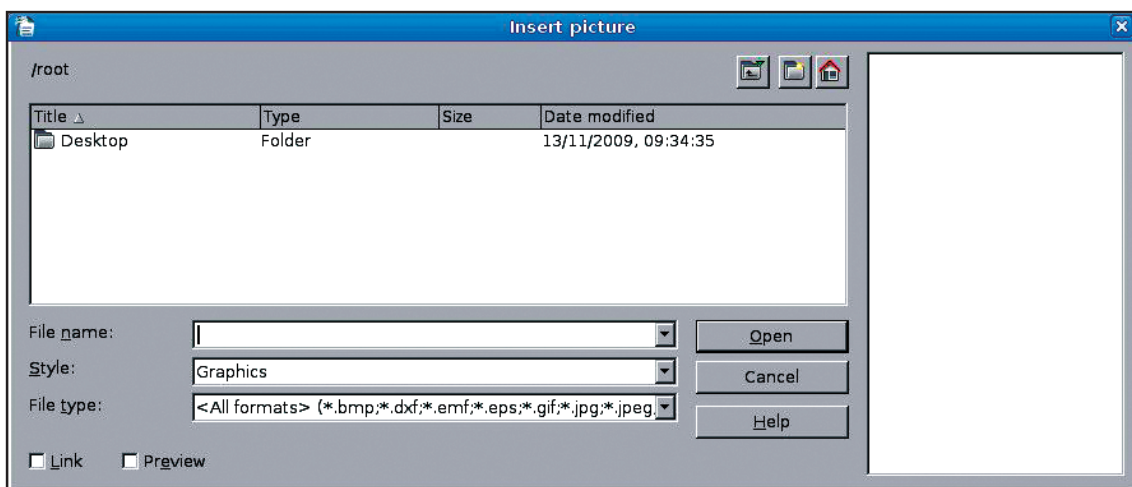 Insert picture
/root
Title Type Size Date modified
Desktop Folder 13/11/2009, 09:34:35
File name:
Open
Style: Graphics
Cancel
File type: <All formats> (*.bmp;*.dxf;*.emf;*.eps;*.gif;*.jpg;*.jpeg,
Help
Link Preview